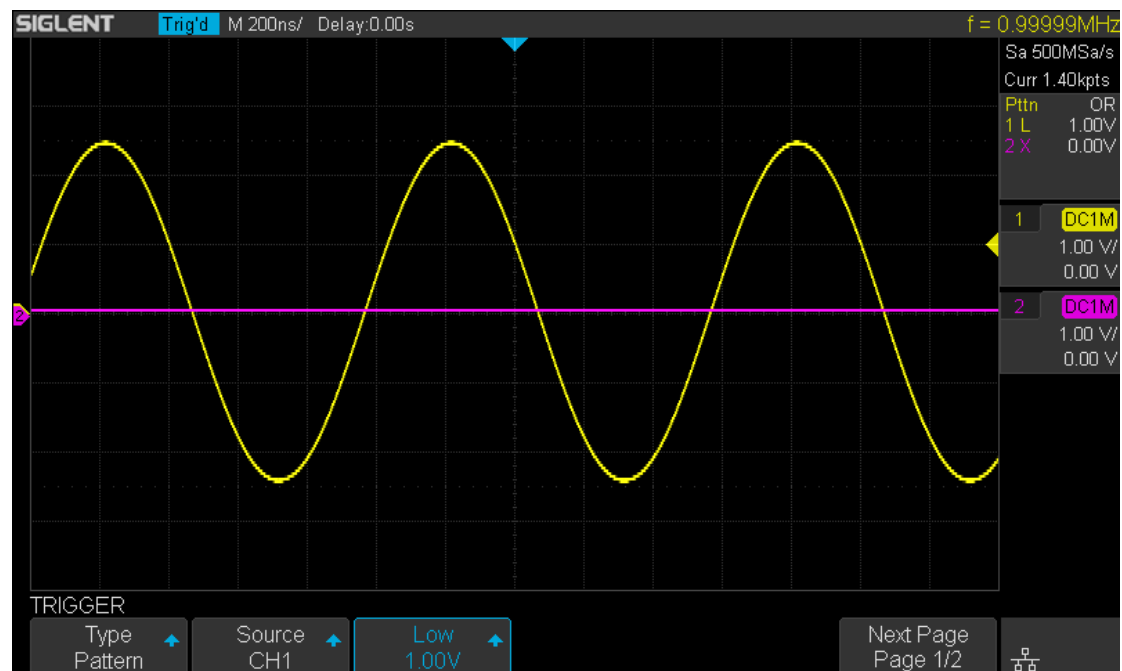 SIGLENT Trig'd M 200ns/ Delay:0.00s f = 0.99999MHz
Sa 500MSa/s
Curr 1.40kpts
Pttn OR
1 L 1.00V
2 X 0.00V
1 DC1M
1.00 V/
0.00 V
2
2 DC1M
1.00 V/
0.00 V
TRIGGER
Type Source Low Next Page
Pattern CH1 1.00V Page 1/2